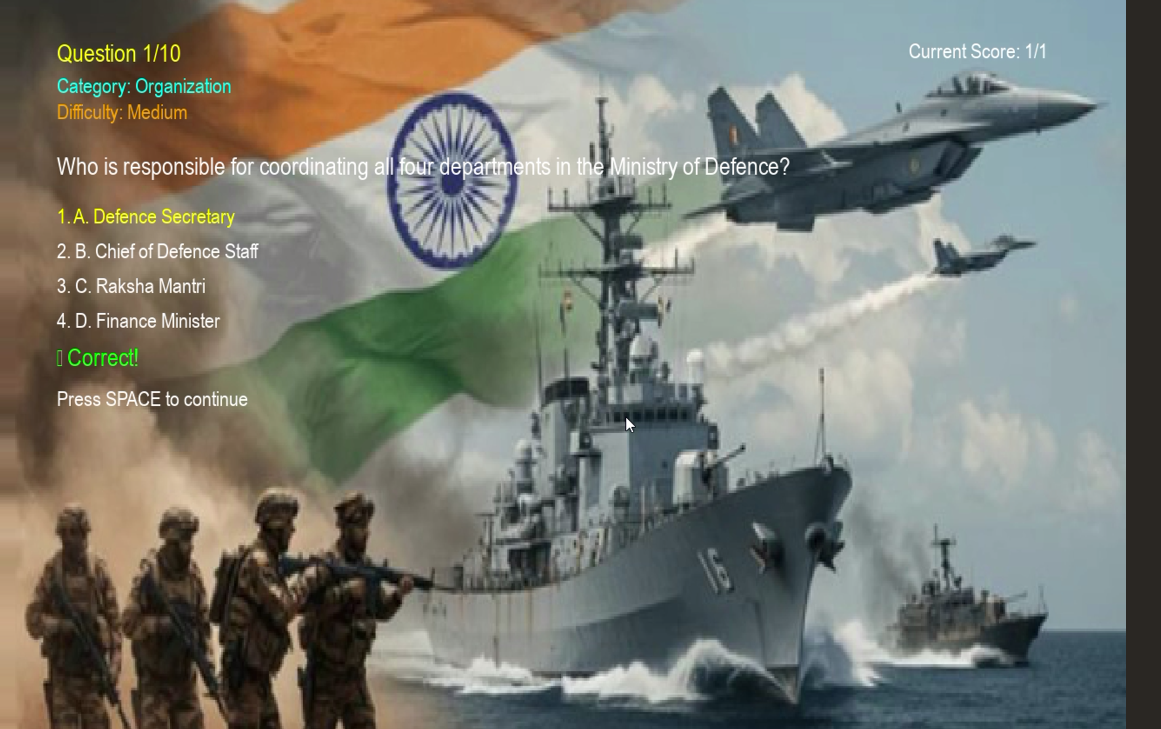 Question 1/10
Current Score: 1/1
Category: Organization
Difficulty: Medium
Who is responsible for coordinating all four departments in the Ministry of Defence?
1. A. Defence Secretary
2. B. Chief of Defence Staff
3. C. Raksha Mantri
4. D. Finance Minister
▯ Correct!
Press SPACE to continue
16